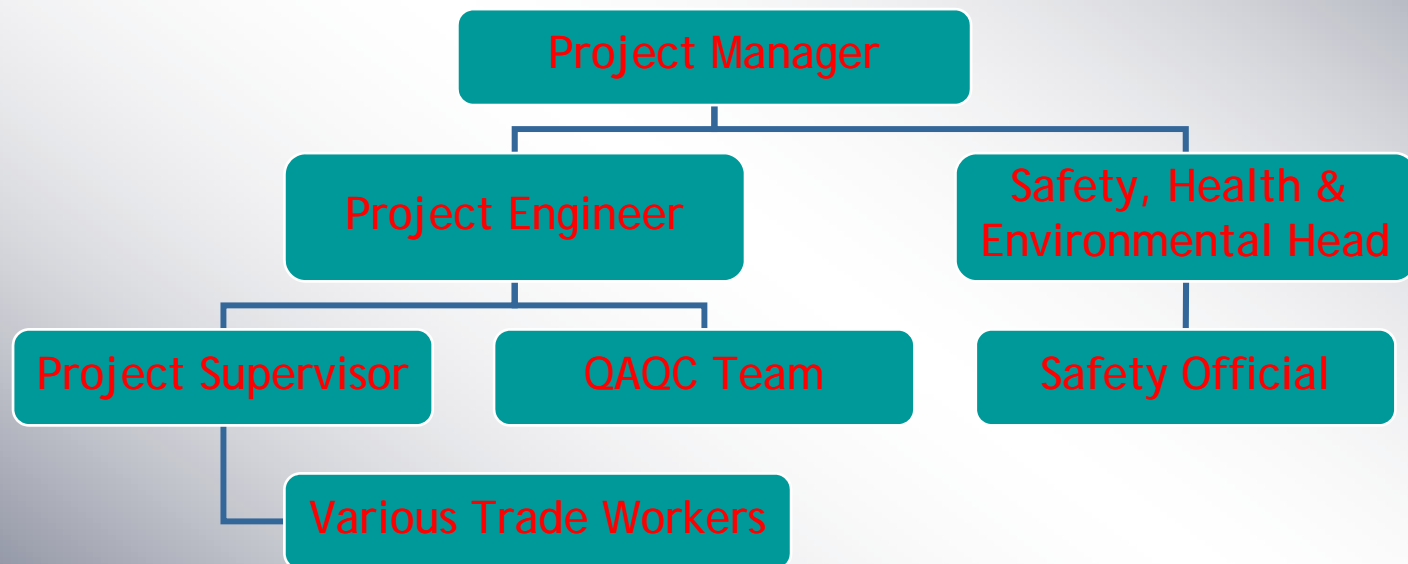 Project Manager
Project Engineer
Safety, Health &
Environmental Head
Project Supervisor
QAQC Team
Safety Official
Various Trade Workers